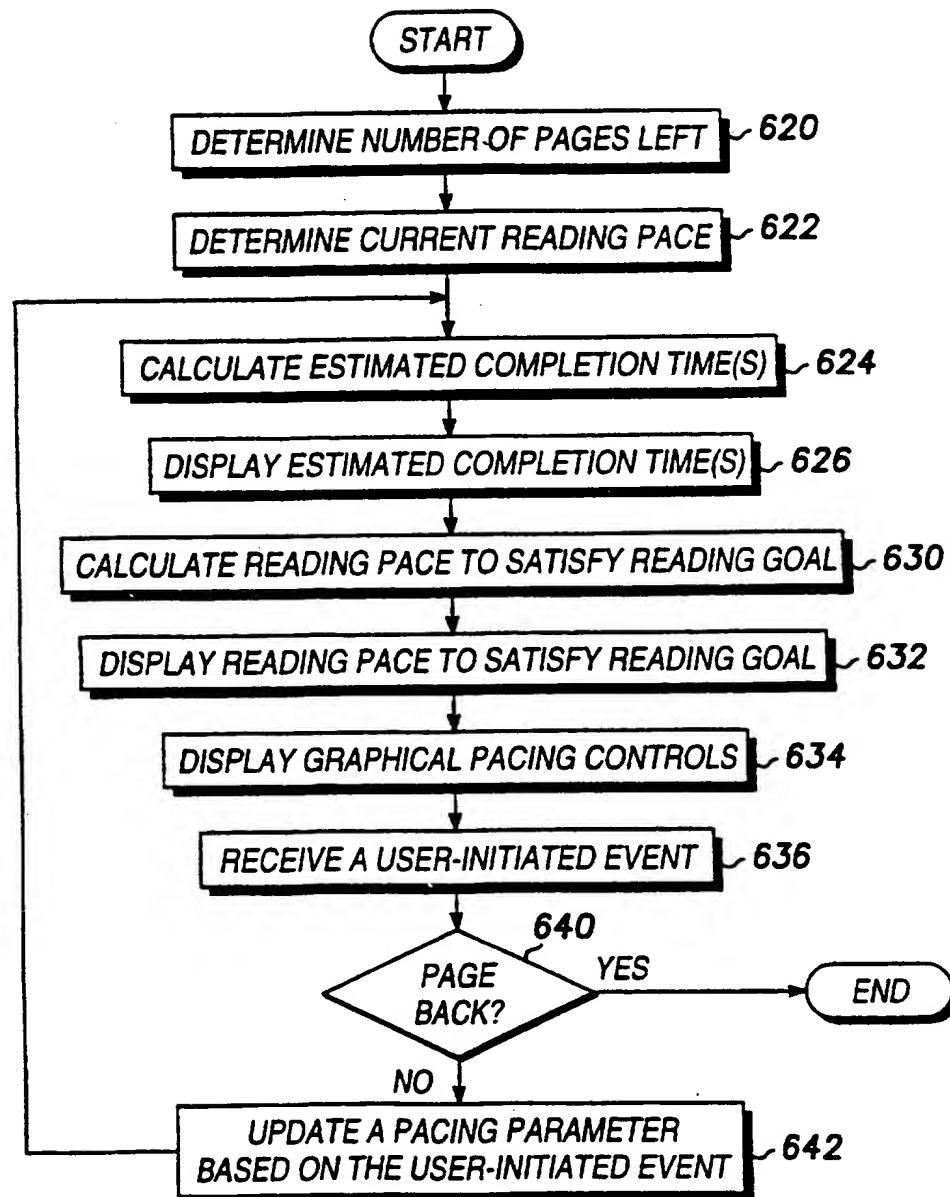 START
DETERMINE NUMBER OF PAGES LEFT 620
DETERMINE CURRENT READING PACE 622
CALCULATE ESTIMATED COMPLETION TIME(S) 624
DISPLAY ESTIMATED COMPLETION TIME(S) 626
CALCULATE READING PACE TO SATISFY READING GOAL 630
DISPLAY READING PACE TO SATISFY READING GOAL 632
DISPLAY GRAPHICAL PACING CONTROLS 634
RECEIVE A USER-INITIATED EVENT 636
640
PAGE
BACK?
YES
END
NO
UPDATE A PACING PARAMETER
BASED ON THE USER-INITIATED EVENT 642